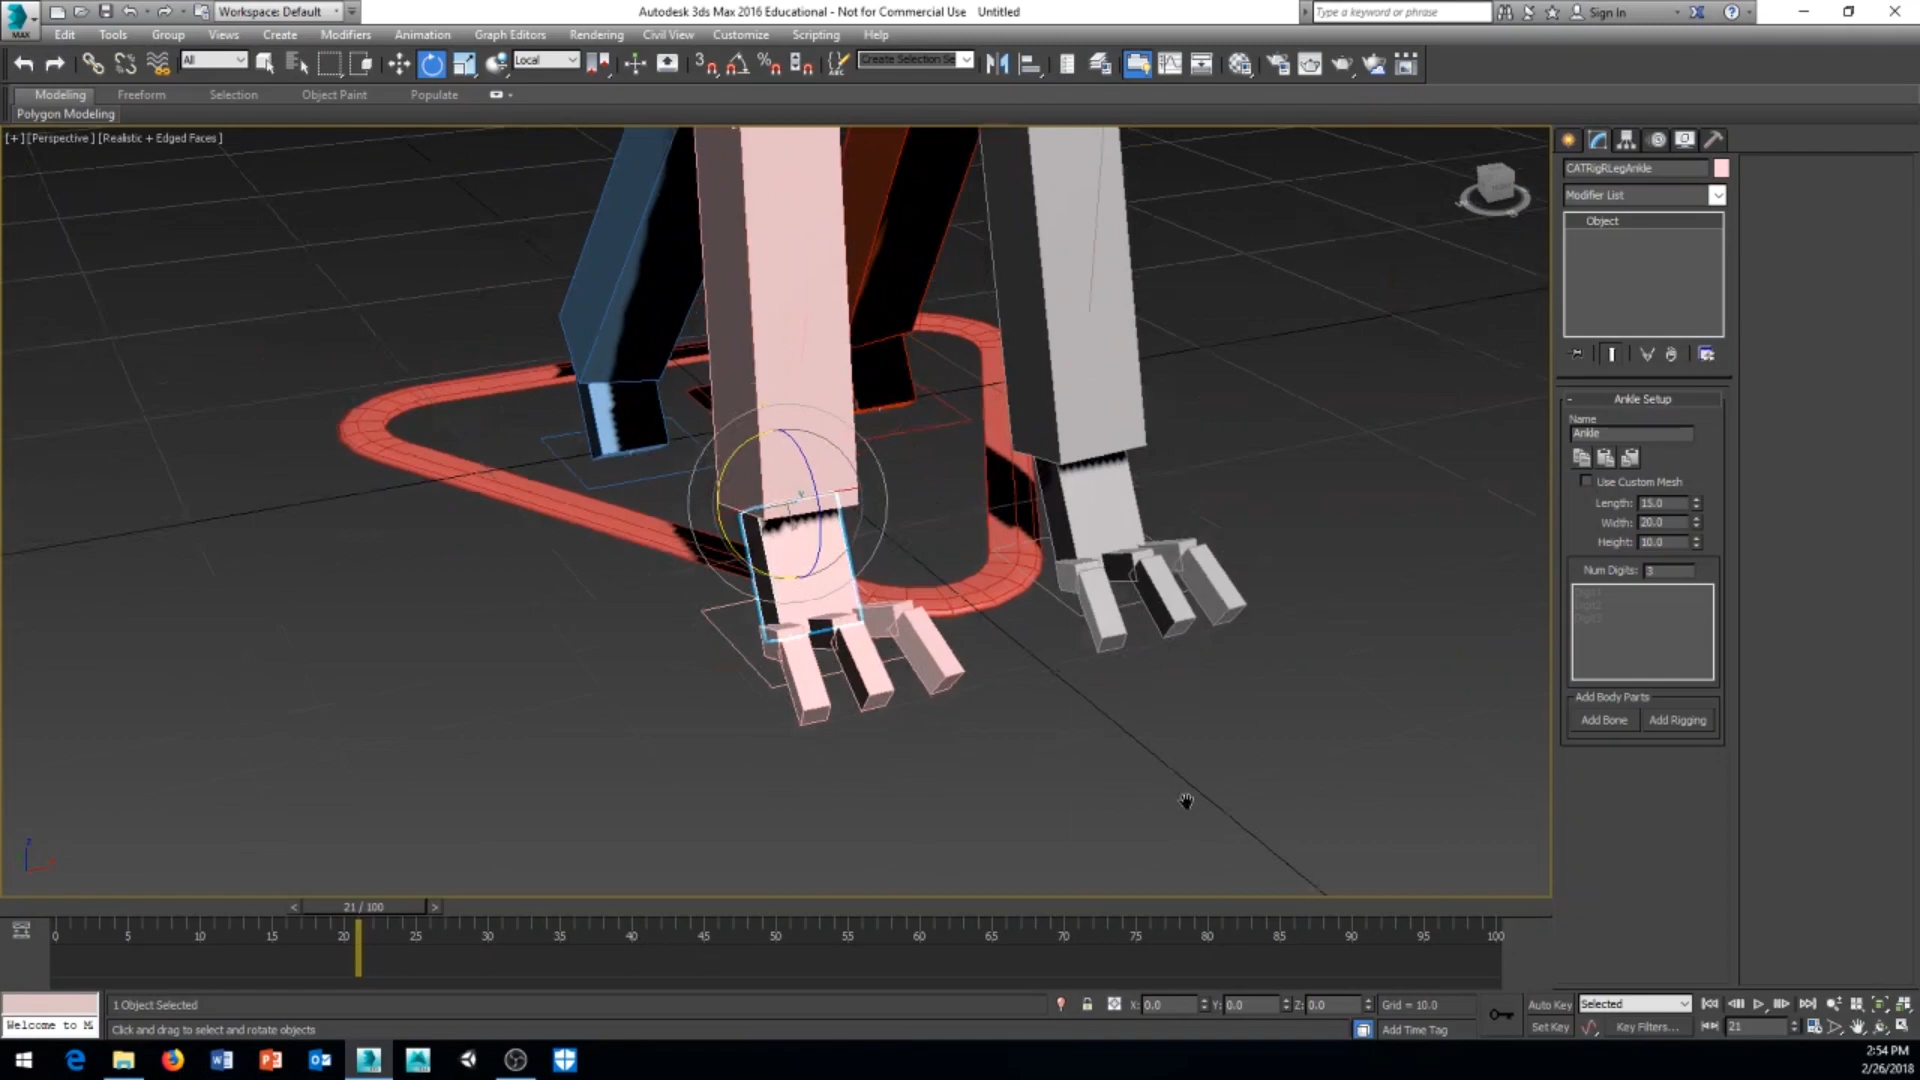 Workspace: Default
Autodesk 3ds Max 2016 Educational - Not for Commercial Use Untitled
Type a keyword or phrase
Sign In
MAX
Edit Tools Group Views Create Modifiers Animation Graph Editors Rendering Civil View Customize Scripting Help
All
Local
Create Selection Se
Modeling Freeform Selection Object Paint Populate
Polygon Modeling
[+] [Perspective] [Realistic + Edged Faces]
CATRigRLegAnkle
Modifier List
Object
Ankle Setup
Name
Ankle
Use Custom Mesh
Length: 15.0
Width: 20.0
Height: 10.0
Num Digits: 3
Digit1
Digit2
Digit3
Add Body Parts
Add Bone Add Rigging
z
< 21 / 100 >
0 5 10 15 20 25 30 35 40 45 50 55 60 65 70 75 80 85 90 95 100
1 Object Selected
X: 0.0 Y: 0.0 Z: 0.0 Grid = 10.0
Auto Key Selected
Welcome to M
Click and drag to select and rotate objects
Add Time Tag
Set Key Key Filters... 21
2:54 PM
2/26/2018